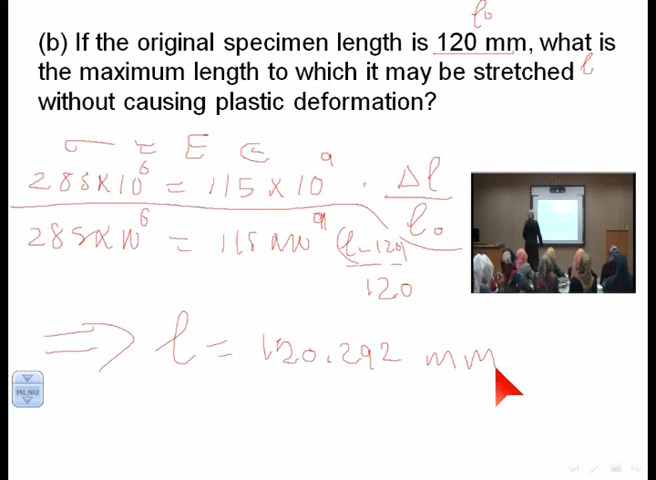 l₀
(b) If the original specimen length is 120 mm, what is
the maximum length to which it may be stretched l
without causing plastic deformation?
σ = E ∈
285×10⁶ = 115×10⁹ · Δl/l₀
285×10⁶ = 115×10⁹ (l-120)/120
⇒ l = 120.292 mm
MENU